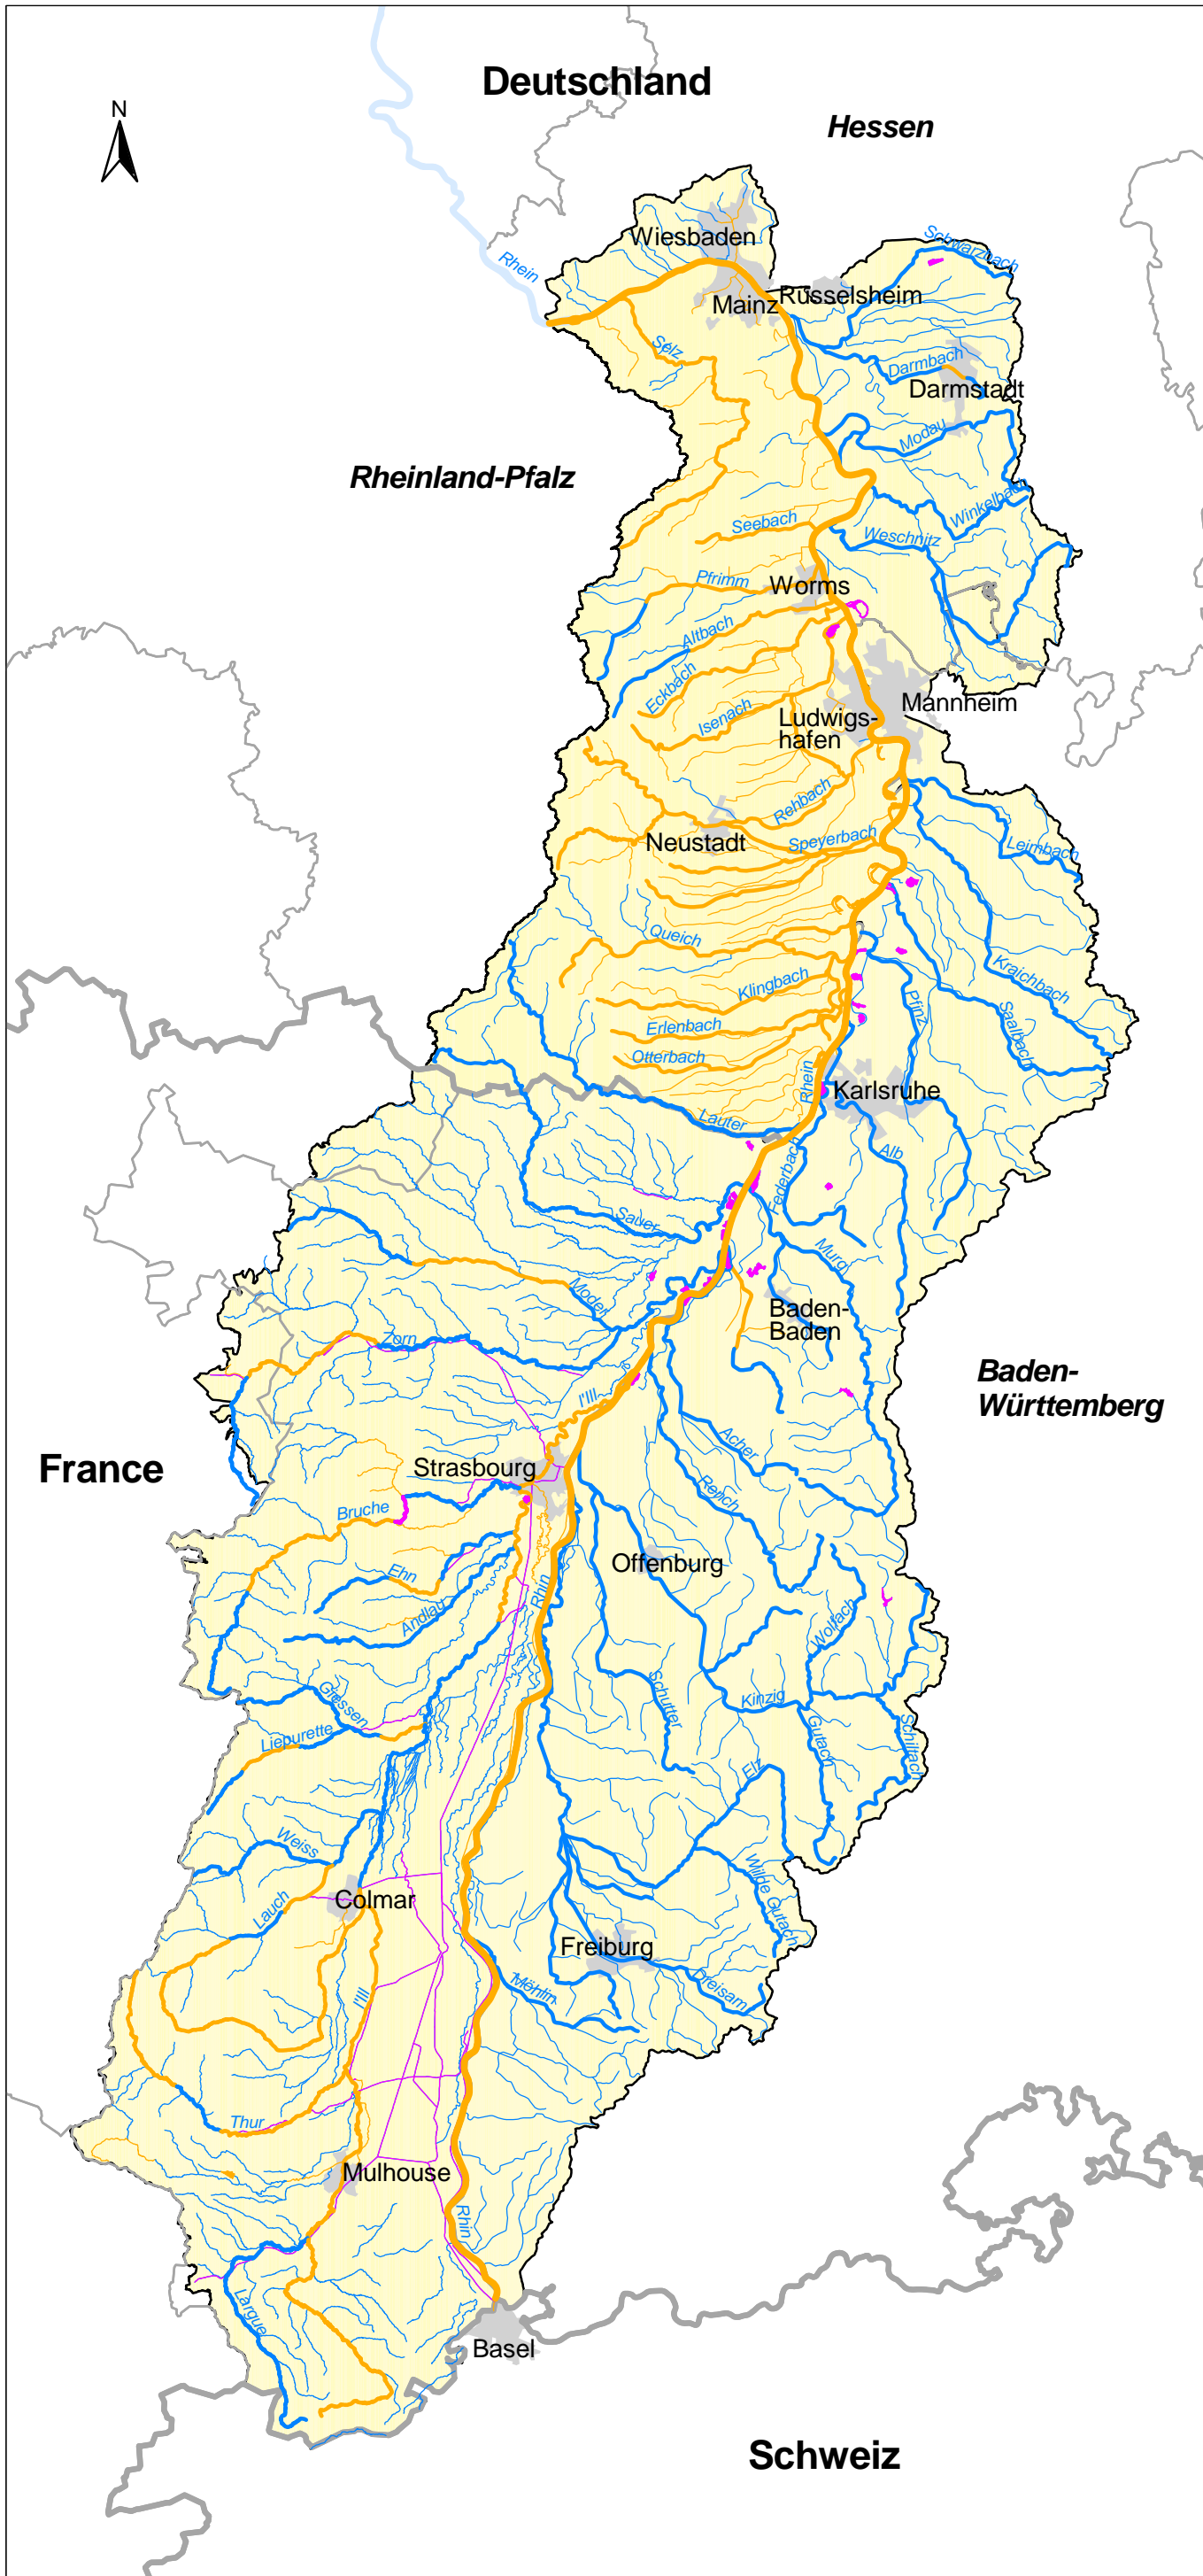 Deutschland
N
Hessen
Wiesbaden
Schwarzbach
Rhein
Mainz
Rüsselsheim
Selz
Darmbach
Darmstadt
Modau
Rheinland-Pfalz
Winkelbach
Seebach
Weschnitz
Pfrimm
Worms
Altbach
Eckbach
Isenach
Mannheim
Ludwigs-
hafen
Rehbach
Speyerbach
Neustadt
Leimbach
Queich
Kraichbach
Klingbach
Pfinz
Saalbach
Erlenbach
Otterbach
Rhein
Karlsruhe
Lauter
Alb
Federbach
Sauer
Murg
Moder
Baden-
Baden
Zorn
Baden-
Württemberg
l'Ill
Acher
France
Strasbourg
Rench
Bruche
Offenburg
Ehn
Rhin
Andlau
Wolfach
Giessen
Schutter
Kinzig
Liepurette
Gutach
Schiltach
Elz
Weiss
Wilde Gutach
Lauch
Colmar
Freiburg
l'Ill
Möhlin
Dreisam
Thur
Mulhouse
Rhin
Largue
Basel
Schweiz